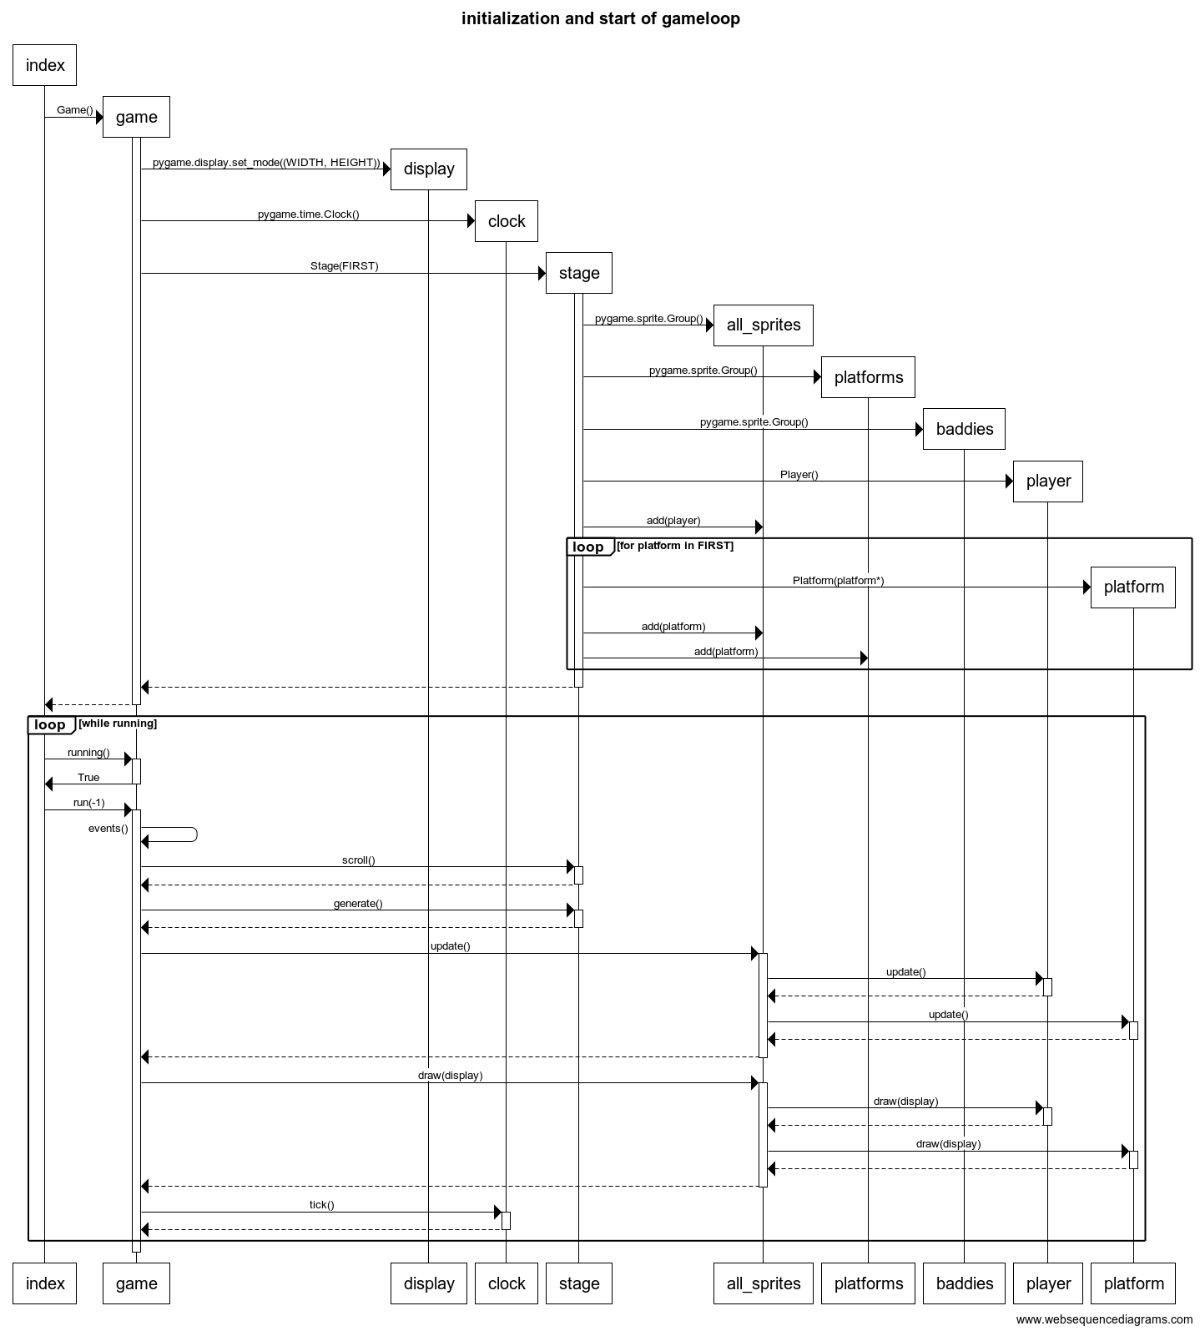 initialization and start of gameloop
index
Game()
game
pygame.display.set_mode((WIDTH, HEIGHT))
display
pygame.time.Clock()
clock
Stage(FIRST)
stage
pygame.sprite.Group()
all_sprites
pygame.sprite.Group()
platforms
pygame.sprite.Group()
baddies
Player()
player
add(player)
loop [for platform in FIRST]
Platform(platform*)
platform
add(platform)
add(platform)
loop [while running]
running()
True
run(-1)
events()
scroll()
generate()
update()
update()
update()
draw(display)
draw(display)
draw(display)
tick()
index game display clock stage all_sprites platforms baddies player platform
www.websequencediagrams.com